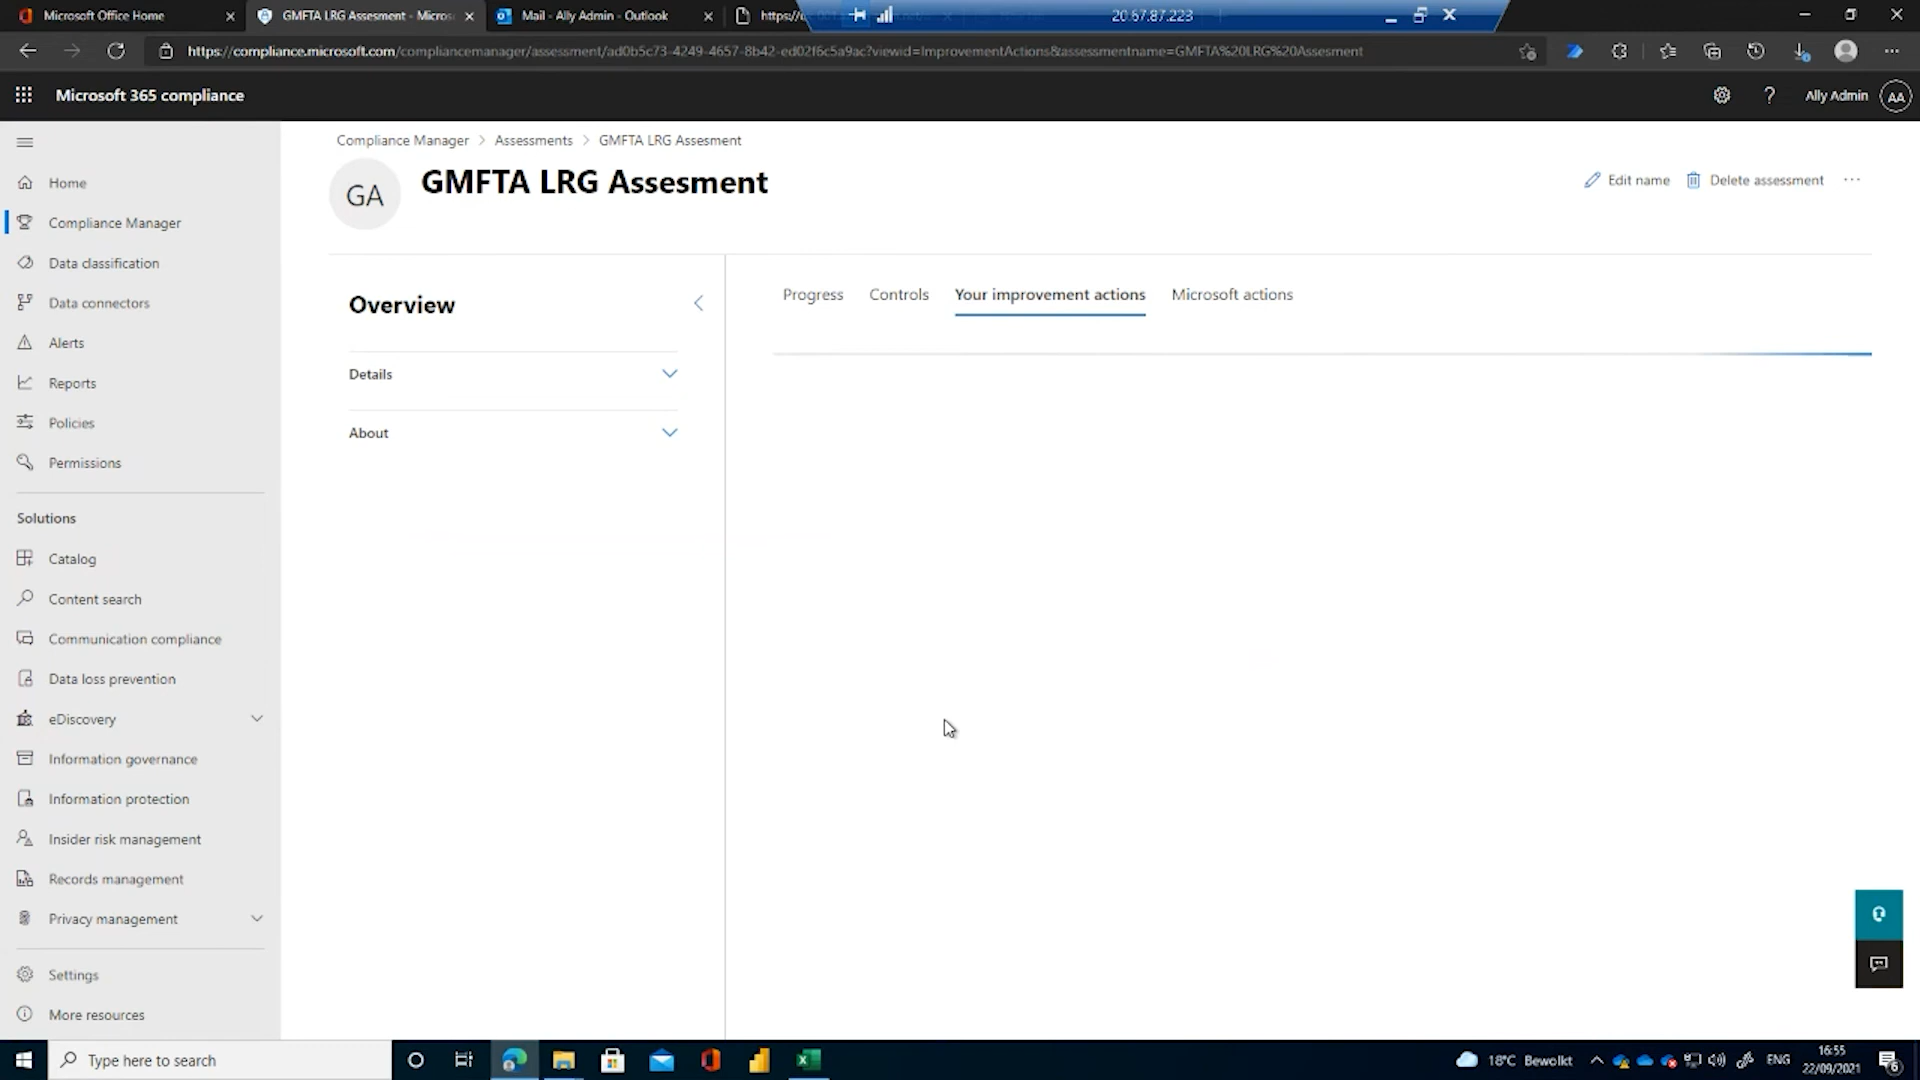 Microsoft Office Home
GMFTA LRG Assesment - Micros
Mail - Ally Admin - Outlook
20.67.87.223
https://compliance.microsoft.com/compliancemanager/assessment/ad0b5c73-4249-4657-8b42-ed02f6c5a9ac?viewid=ImprovementActions&assessmentname=GMFTA%20LRG%20Assesment
Microsoft 365 compliance
Ally Admin
AA
Home
Compliance Manager
Data classification
Data connectors
Alerts
Reports
Policies
Permissions
Solutions
Catalog
Content search
Communication compliance
Data loss prevention
eDiscovery
Information governance
Information protection
Insider risk management
Records management
Privacy management
Settings
More resources
Compliance Manager > Assessments > GMFTA LRG Assesment
GA
GMFTA LRG Assesment
Edit name
Delete assessment
Overview
Details
About
Progress
Controls
Your improvement actions
Microsoft actions
Type here to search
18°C Bewolkt
ENG
16:55
22/09/2021
6